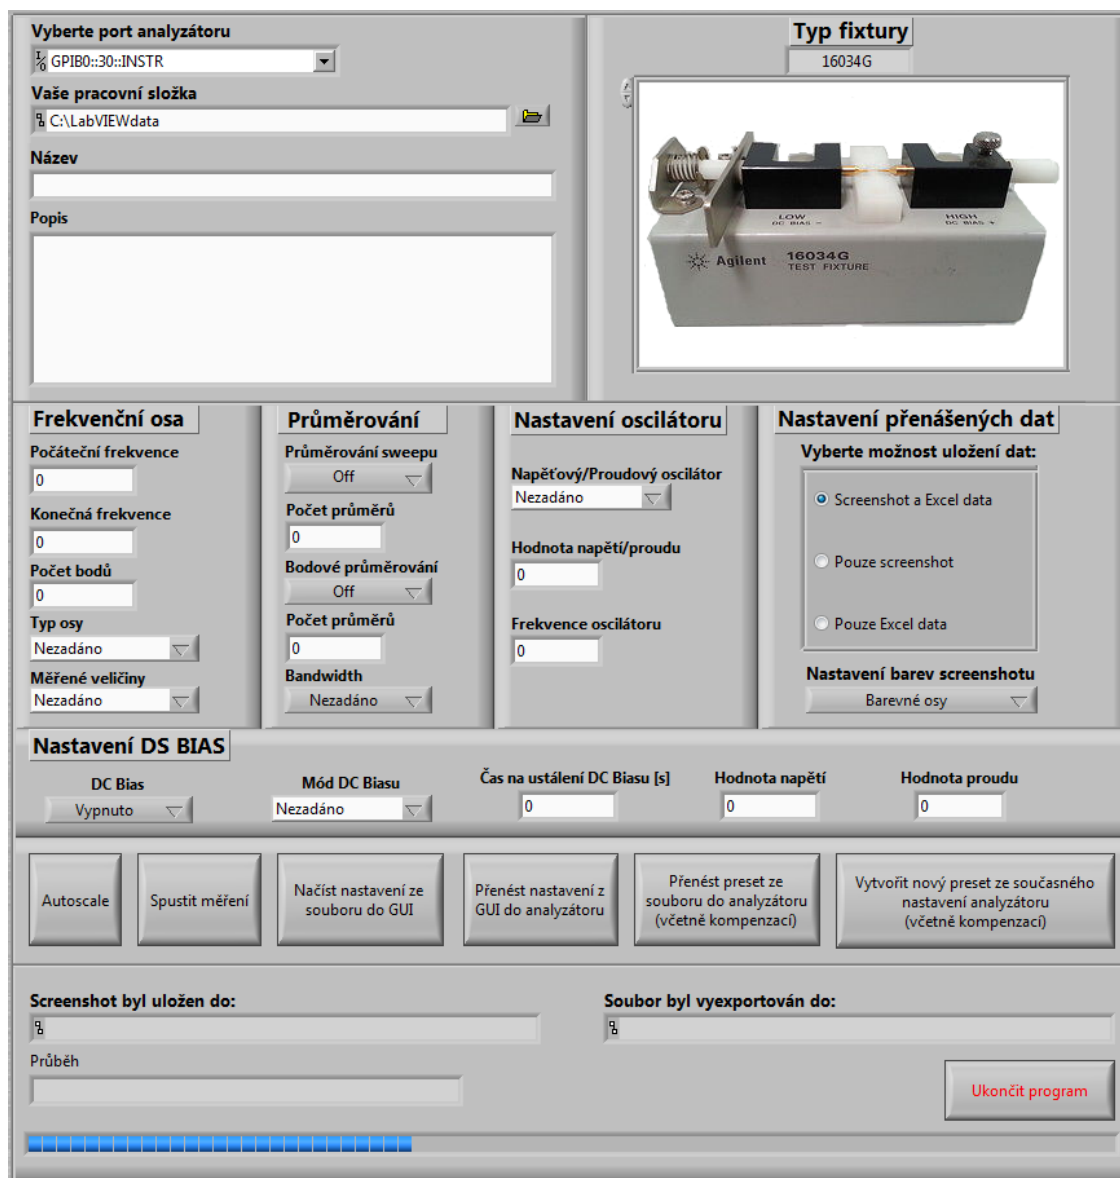 Vyberte port analyzátoru
GPIB0::30::INSTR
Vaše pracovní složka
C:\LabVIEWdata
Název
Popis
Typ fixtury
16034G
LOW
DC BIAS -
HIGH
DC BIAS +
Agilent
16034G
TEST FIXTURE
Frekvenční osa
Počáteční frekvence
0
Konečná frekvence
0
Počet bodů
0
Typ osy
Nezadáno
Měřené veličiny
Nezadáno
Průměrování
Průměrování sweepu
Off
Počet průměrů
0
Bodové průměrování
Off
Počet průměrů
0
Bandwidth
Nezadáno
Nastavení oscilátoru
Napěťový/Proudový oscilátor
Nezadáno
Hodnota napětí/proudu
0
Frekvence oscilátoru
0
Nastavení přenášených dat
Vyberte možnost uložení dat:
Screenshot a Excel data
Pouze screenshot
Pouze Excel data
Nastavení barev screenshotu
Barevné osy
Nastavení DS BIAS
DC Bias
Vypnuto
Mód DC Biasu
Nezadáno
Čas na ustálení DC Biasu [s]
0
Hodnota napětí
0
Hodnota proudu
0
Autoscale
Spustit měření
Načíst nastavení ze
souboru do GUI
Přenést nastavení z
GUI do analyzátoru
Přenést preset ze
souboru do analyzátoru
(včetně kompenzací)
Vytvořit nový preset ze současného
nastavení analyzátoru
(včetně kompenzací)
Screenshot byl uložen do:
Soubor byl vyexportován do:
Průběh
Ukončit program